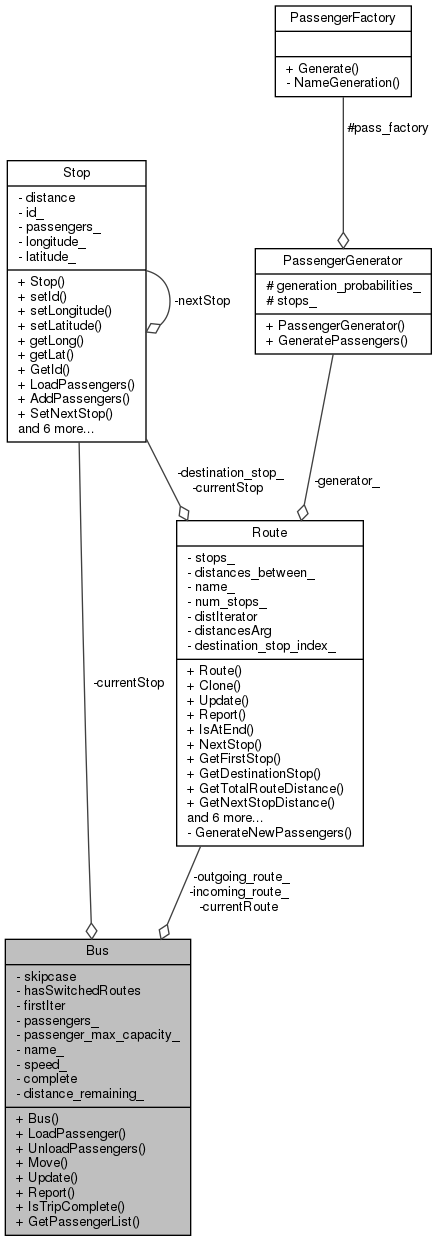 PassengerFactory
+ Generate()
- NameGeneration()
#pass_factory
Stop
- distance
- id_
- passengers_
- longitude_
- latitude_
+ Stop()
+ setId()
+ setLongitude()
+ setLatitude()
+ getLong()
+ getLat()
+ GetId()
+ LoadPassengers()
+ AddPassengers()
+ SetNextStop()
and 6 more...
-nextStop
PassengerGenerator
# generation_probabilities_
# stops_
+ PassengerGenerator()
+ GeneratePassengers()
-destination_stop_
-currentStop
-generator_
Route
- stops_
- distances_between_
- name_
- num_stops_
- distIterator
- distancesArg
- destination_stop_index_
+ Route()
+ Clone()
+ Update()
+ Report()
+ IsAtEnd()
+ NextStop()
+ GetFirstStop()
+ GetDestinationStop()
+ GetTotalRouteDistance()
+ GetNextStopDistance()
and 6 more...
- GenerateNewPassengers()
-currentStop
-outgoing_route_
-incoming_route_
-currentRoute
Bus
- skipcase
- hasSwitchedRoutes
- firstIter
- passengers_
- passenger_max_capacity_
- name_
- speed_
- complete
- distance_remaining_
+ Bus()
+ LoadPassenger()
+ UnloadPassengers()
+ Move()
+ Update()
+ Report()
+ IsTripComplete()
+ GetPassengerList()